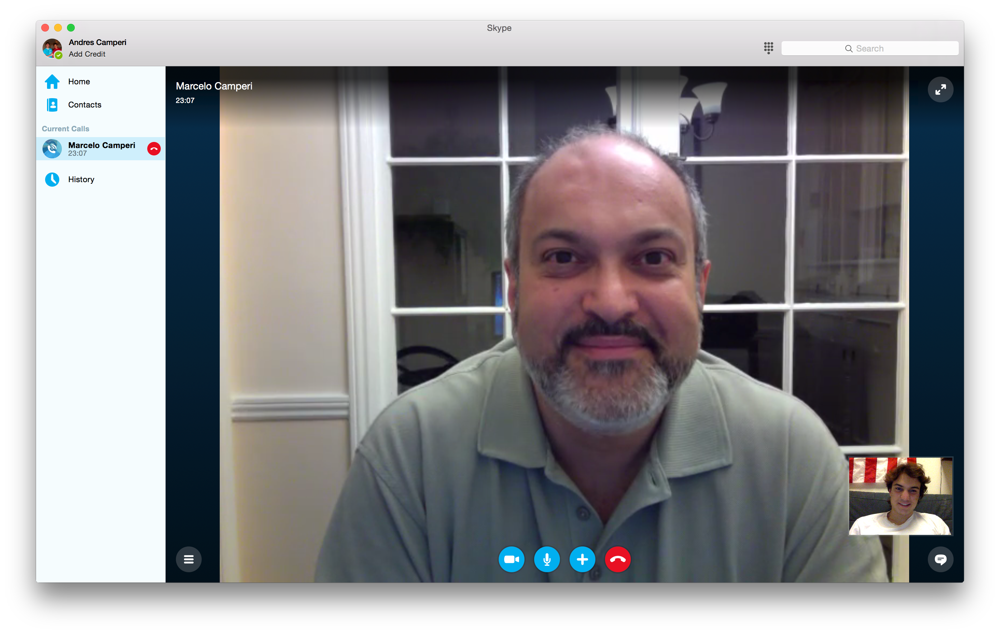 Skype
Andres Camperi
Add Credit
Search
Home
Contacts
Current Calls
Marcelo Camperi
23:07
History
Marcelo Camperi
23:07